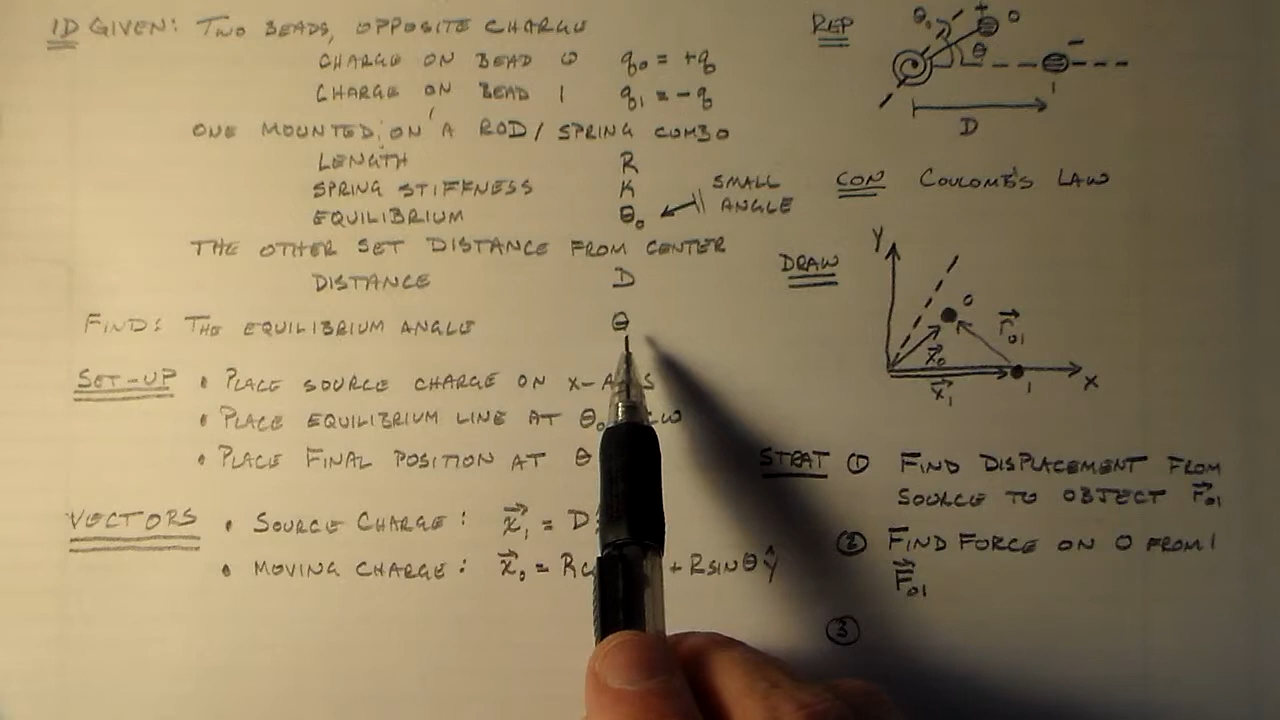 ID GIVEN: TWO BEADS, OPPOSITE CHARGE
CHARGE ON BEAD 0 q₀ = +q
CHARGE ON BEAD 1 q₁ = -q
ONE MOUNTED ON A ROD/SPRING COMBO
LENGTH R
SPRING STIFFNESS K
EQUILIBRIUM θ₀
SMALL
ANGLE
THE OTHER SET DISTANCE FROM CENTER
DISTANCE D
FIND: THE EQUILIBRIUM ANGLE θ
SET-UP • PLACE SOURCE CHARGE ON X-AXIS
• PLACE EQUILIBRIUM LINE AT θ₀
• PLACE FINAL POSITION AT θ
VECTORS • SOURCE CHARGE: x⃗₁ = D
• MOVING CHARGE: x⃗₀ = R + R SIN θ ŷ
REP
θ₀ + 0
θ −
1
D
CON COULOMB'S LAW
DRAW
Y
0
r⃗₀₁
x⃗₀
x⃗₁ 1 X
STRAT ① FIND DISPLACEMENT FROM
SOURCE TO OBJECT r⃗₀₁
② FIND FORCE ON 0 FROM 1
F⃗₀₁
③